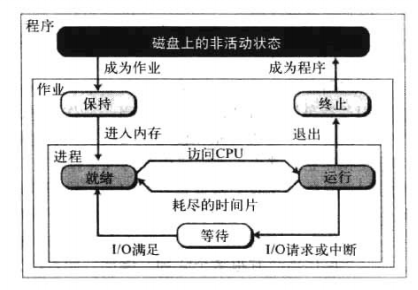 程序
磁盘上的非活动状态
成为作业
成为程序
作业
保持
终止
进入内存
退出
进程
访问CPU
就绪
运行
耗尽的时间片
等待
I/O满足
I/O请求或中断